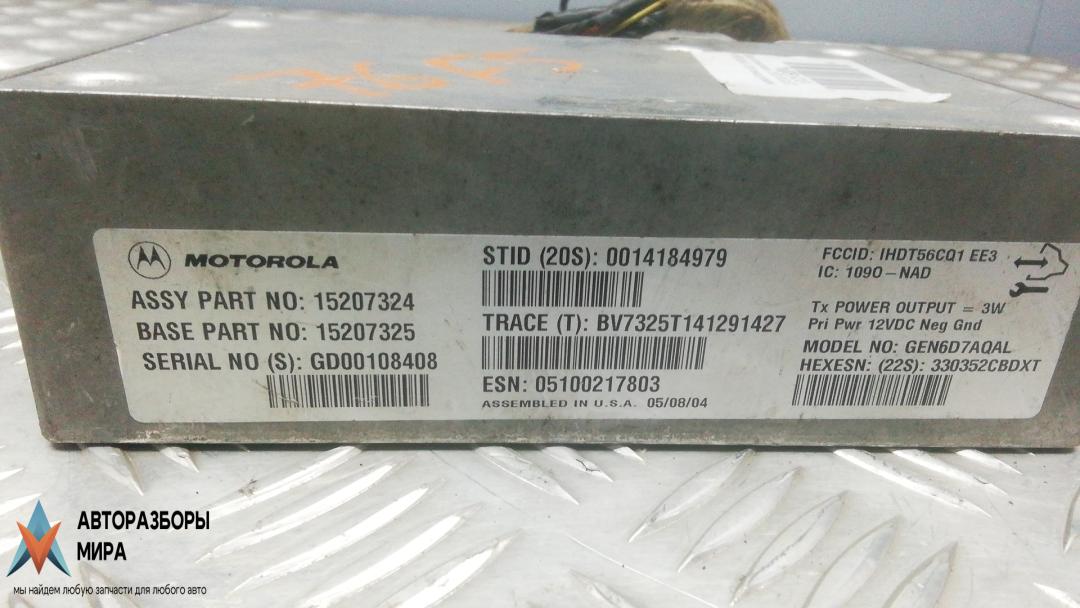 MOTOROLA
ASSY PART NO: 15207324
BASE PART NO: 15207325
SERIAL NO (S): GD00108408
STID (20S): 0014184979
TRACE (T): BV7325T141291427
ESN: 05100217803
ASSEMBLED IN U.S.A. 05/08/04
FCCID: IHDT56CQ1 EE3
IC: 109O-NAD
Tx POWER OUTPUT = 3W
Pri Pwr 12VDC Neg Gnd
MODEL NO: GEN6D7AQAL
HEXESN: (22S): 330352CBDXT
АВТОРАЗБОРЫ
МИРА
мы найдем любую запчасти для любого авто